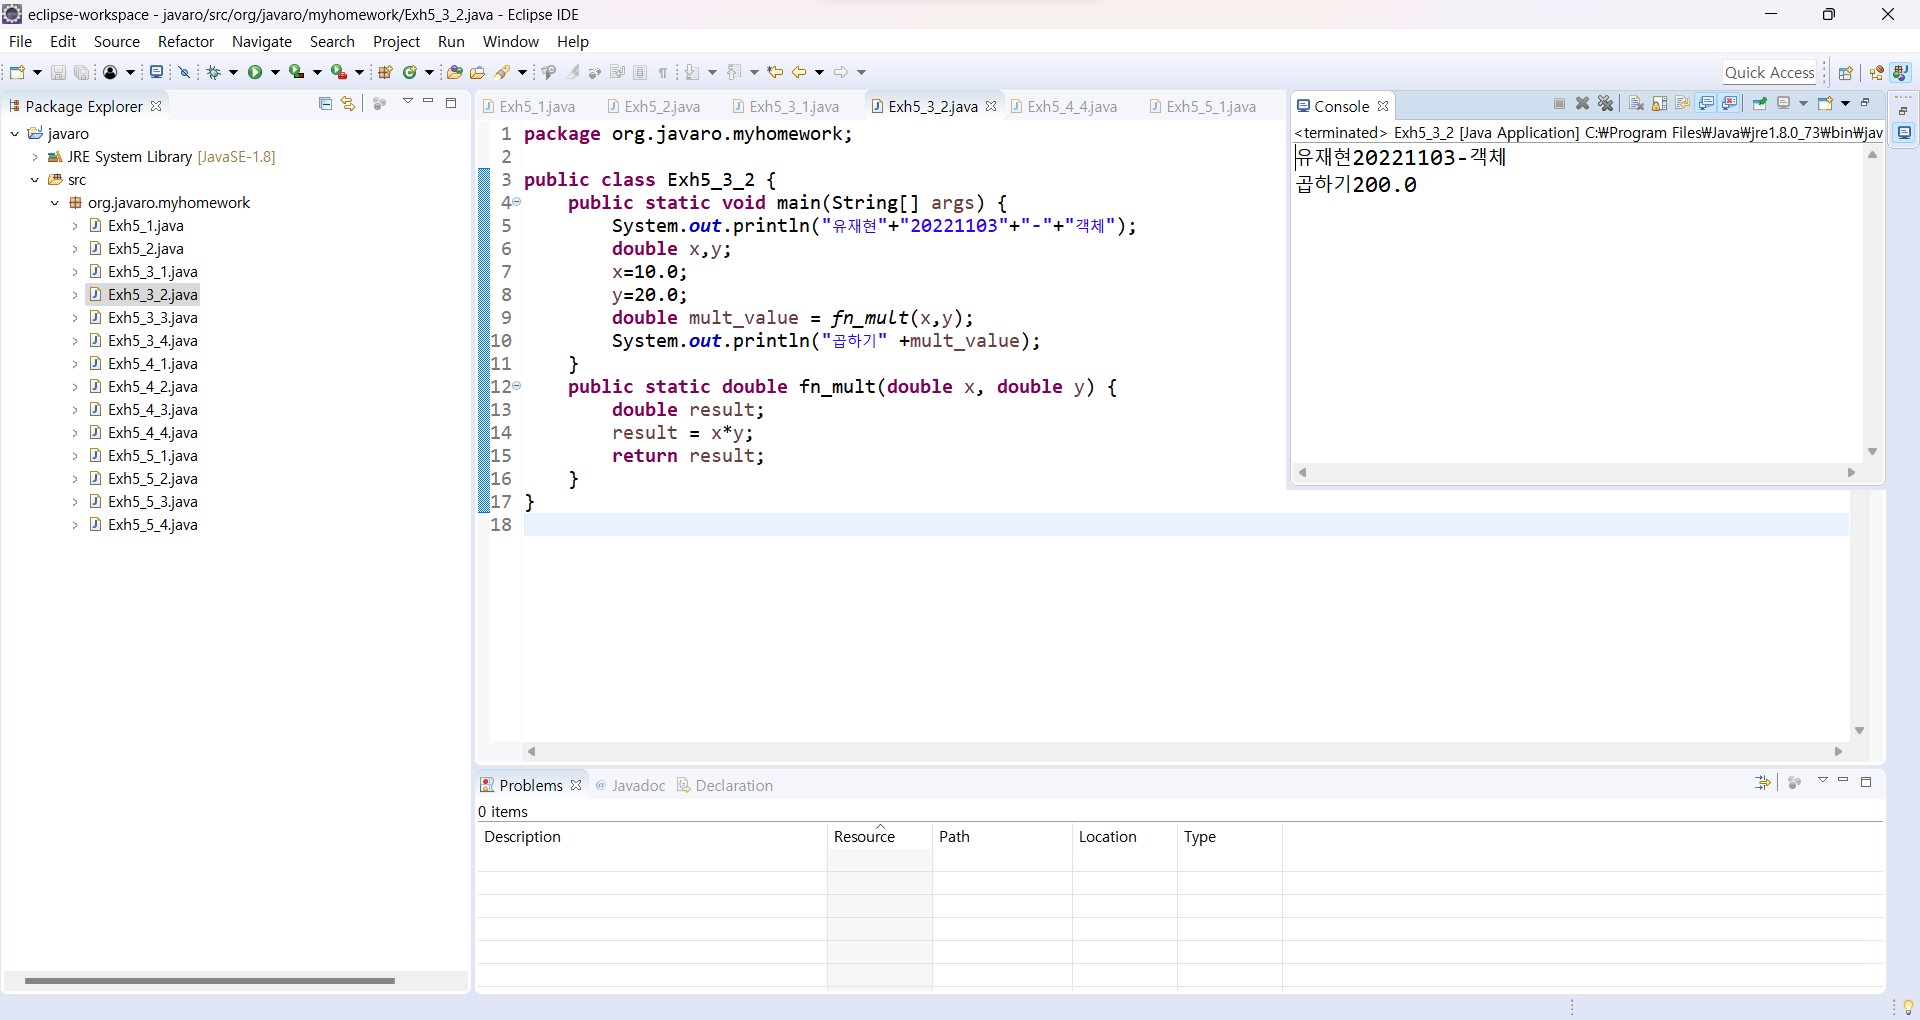 eclipse-workspace - javaro/src/org/javaro/myhomework/Exh5_3_2.java - Eclipse IDE
File Edit Source Refactor Navigate Search Project Run Window Help
Quick Access
Package Explorer
javaro
JRE System Library [JavaSE-1.8]
src
org.javaro.myhomework
Exh5_1.java
Exh5_2.java
Exh5_3_1.java
Exh5_3_2.java
Exh5_3_3.java
Exh5_3_4.java
Exh5_4_1.java
Exh5_4_2.java
Exh5_4_3.java
Exh5_4_4.java
Exh5_5_1.java
Exh5_5_2.java
Exh5_5_3.java
Exh5_5_4.java
Exh5_1.java Exh5_2.java Exh5_3_1.java Exh5_3_2.java Exh5_4_4.java Exh5_5_1.java
1 package org.javaro.myhomework;
2
3 public class Exh5_3_2 {
4 public static void main(String[] args) {
5 System.out.println("유재현"+"20221103"+"-"+"객체");
6 double x,y;
7 x=10.0;
8 y=20.0;
9 double mult_value = fn_mult(x,y);
10 System.out.println("곱하기" +mult_value);
11 }
12 public static double fn_mult(double x, double y) {
13 double result;
14 result = x*y;
15 return result;
16 }
17 }
18
Console
<terminated> Exh5_3_2 [Java Application] C:₩Program Files₩Java₩jre1.8.0_73₩bin₩jav
유재현20221103-객체
곱하기200.0
Problems @ Javadoc Declaration
0 items
Description Resource Path Location Type